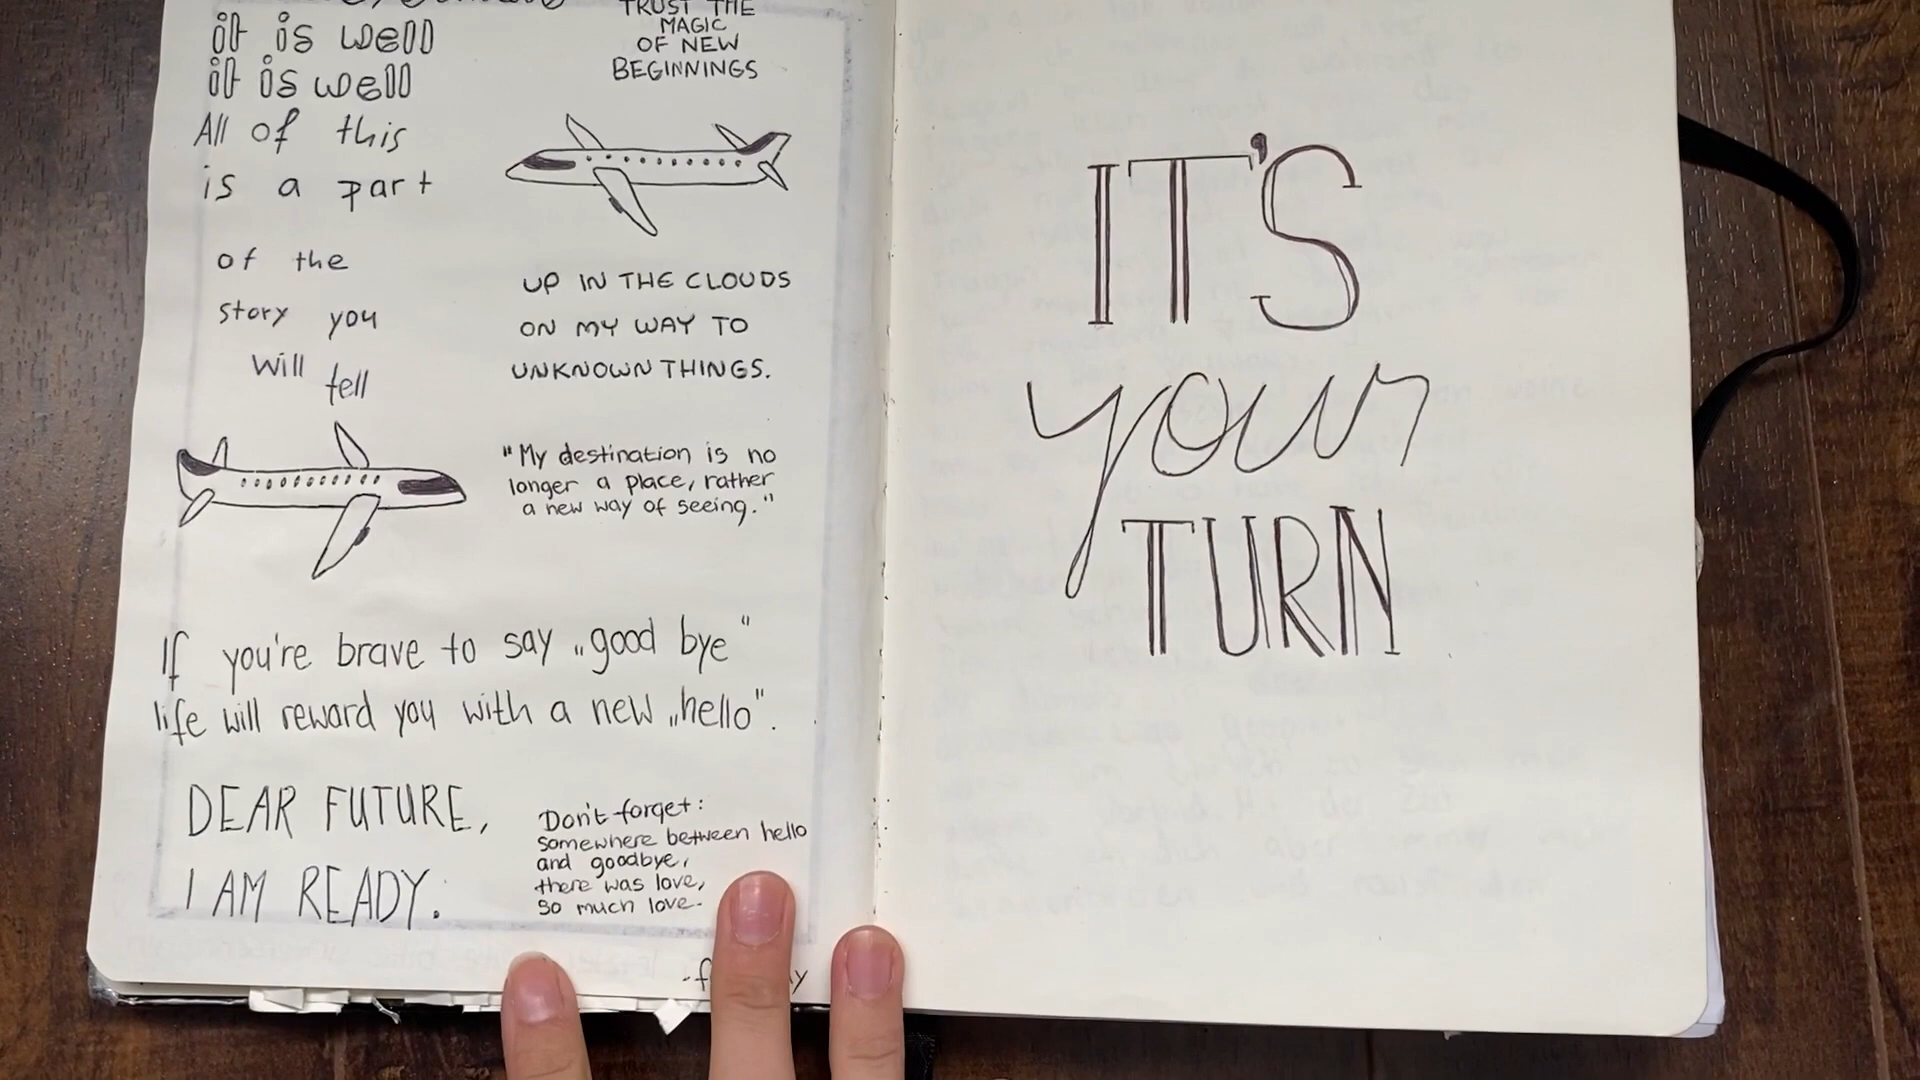 it is well
it is well
All of this
is a part
of the
story you
will tell
TRUST THE
MAGIC
OF NEW
BEGINNINGS
UP IN THE CLOUDS
ON MY WAY TO
UNKNOWN THINGS.
"My destination is no
longer a place, rather
a new way of seeing."
If you're brave to say „good bye"
life will reward you with a new „hello".
DEAR FUTURE,
I AM READY.
Don't forget:
somewhere between hello
and goodbye,
there was love,
so much love.
IT'S
your
TURN